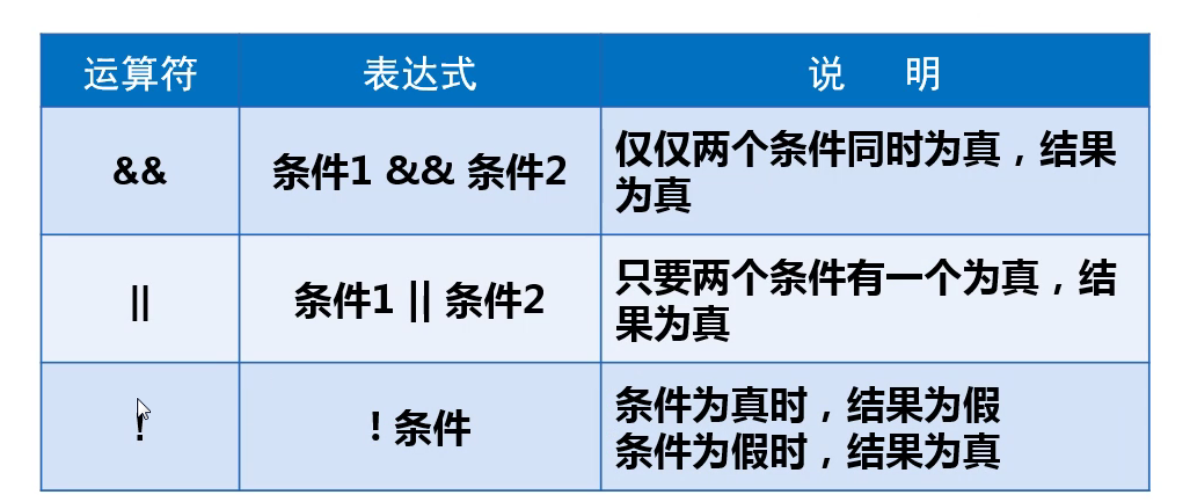 运算符 表达式 说 明
&& 条件1 && 条件2 仅仅两个条件同时为真，结果
为真
|| 条件1 || 条件2 只要两个条件有一个为真，结
果为真
! ! 条件 条件为真时，结果为假
条件为假时，结果为真